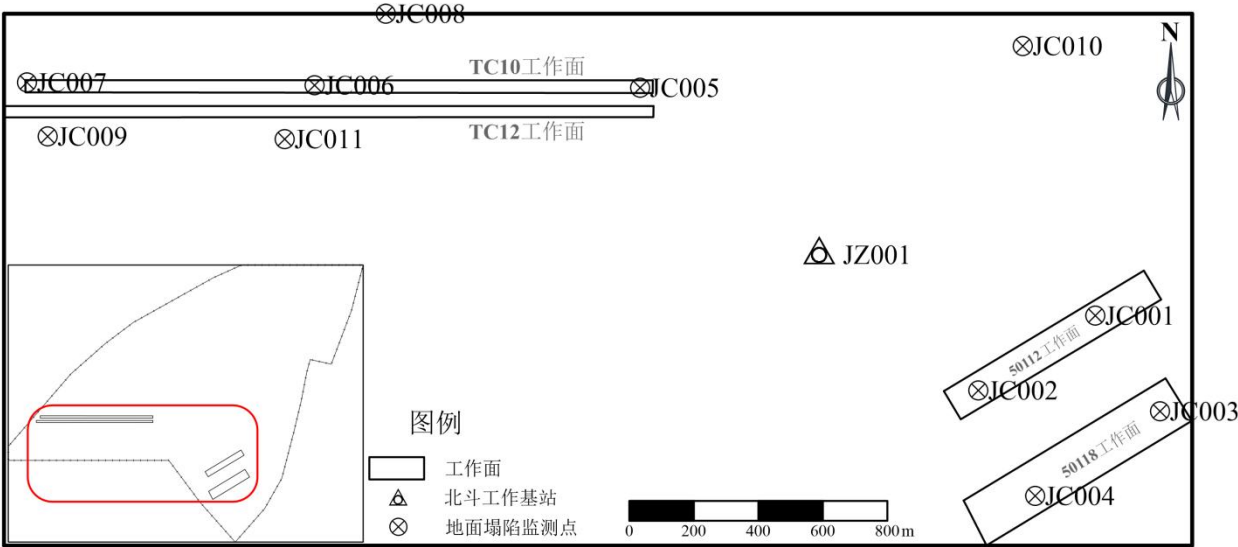 JC008
JC010
N
TC10工作面
JC007
JC006
JC005
TC12工作面
JC009
JC011
JZ001
JC001
50112工作面
JC002
JC003
50118工作面
JC004
图例
工作面
北斗工作基站
地面塌陷监测点
0 200 400 600 800m